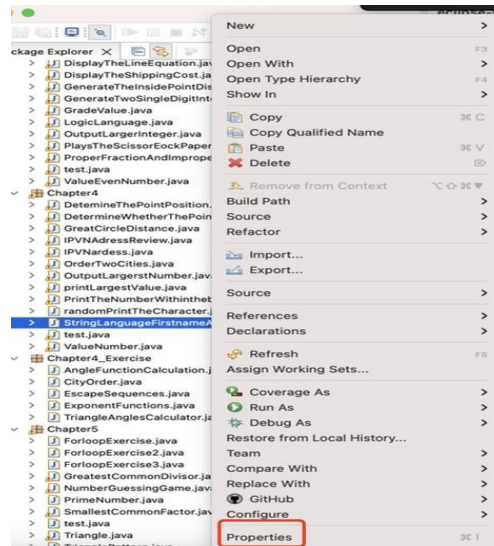 eclipse-
ckage Explorer
DisplayTheLineEquation.jav
DisplayTheShippingCost.ja
GenerateTheInsidePointDis
GenerateTwoSingleDigitInt
GradeValue.java
LogicLanguage.java
OutputLargerInteger.java
PlaysTheScissorEockPaper
ProperFractionAndImprope
test.java
ValueEvenNumber.java
Chapter4
DetemineThePointPosition.
DetermineWhetherThePoin
GreatCircleDistance.java
IPVNAdressReview.java
IPVNardess.java
OrderTwoCities.java
OutputLargerstNumber.jav
printLargestValue.java
PrintTheNumberWithintheb
randomPrintTheCharacter.j
StringLanguageFirstnameA
test.java
ValueNumber.java
Chapter4_Exercise
AngleFunctionCalculation.j
CityOrder.java
EscapeSequences.java
ExponentFunctions.java
TriangleAnglesCalculator.ja
Chapter5
ForloopExercise.java
ForloopExercise2.java
ForloopExercise3.java
GreatestCommonDivisor.ja
NumberGuessingGame.jav
PrimeNumber.java
SmallestCommonFactor.jav
test.java
Triangle.java
TrianglePattern.java
New
Open F3
Open With
Open Type Hierarchy F4
Show In
Copy ⌘ C
Copy Qualified Name
Paste ⌘ V
Delete
Remove from Context
Build Path
Source
Refactor
Import...
Export...
Source
References
Declarations
Refresh F5
Assign Working Sets...
Coverage As
Run As
Debug As
Restore from Local History...
Team
Compare With
Replace With
GitHub
Configure
Properties ⌘ I